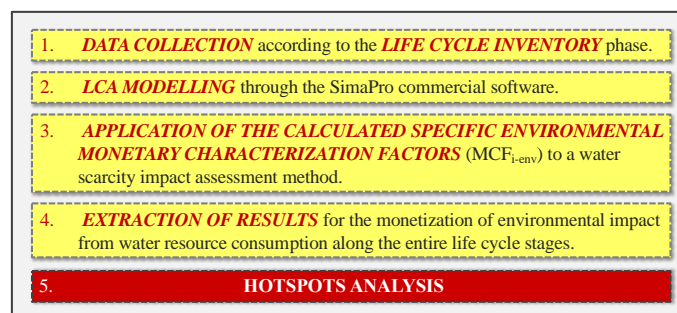 1. DATA COLLECTION according to the LIFE CYCLE INVENTORY phase.
2. LCA MODELLING through the SimaPro commercial software.
3. APPLICATION OF THE CALCULATED SPECIFIC ENVIRONMENTAL
MONETARY CHARACTERIZATION FACTORS (MCFi-env) to a water
scarcity impact assessment method.
4. EXTRACTION OF RESULTS for the monetization of environmental impact
from water resource consumption along the entire life cycle stages.
5. HOTSPOTS ANALYSIS